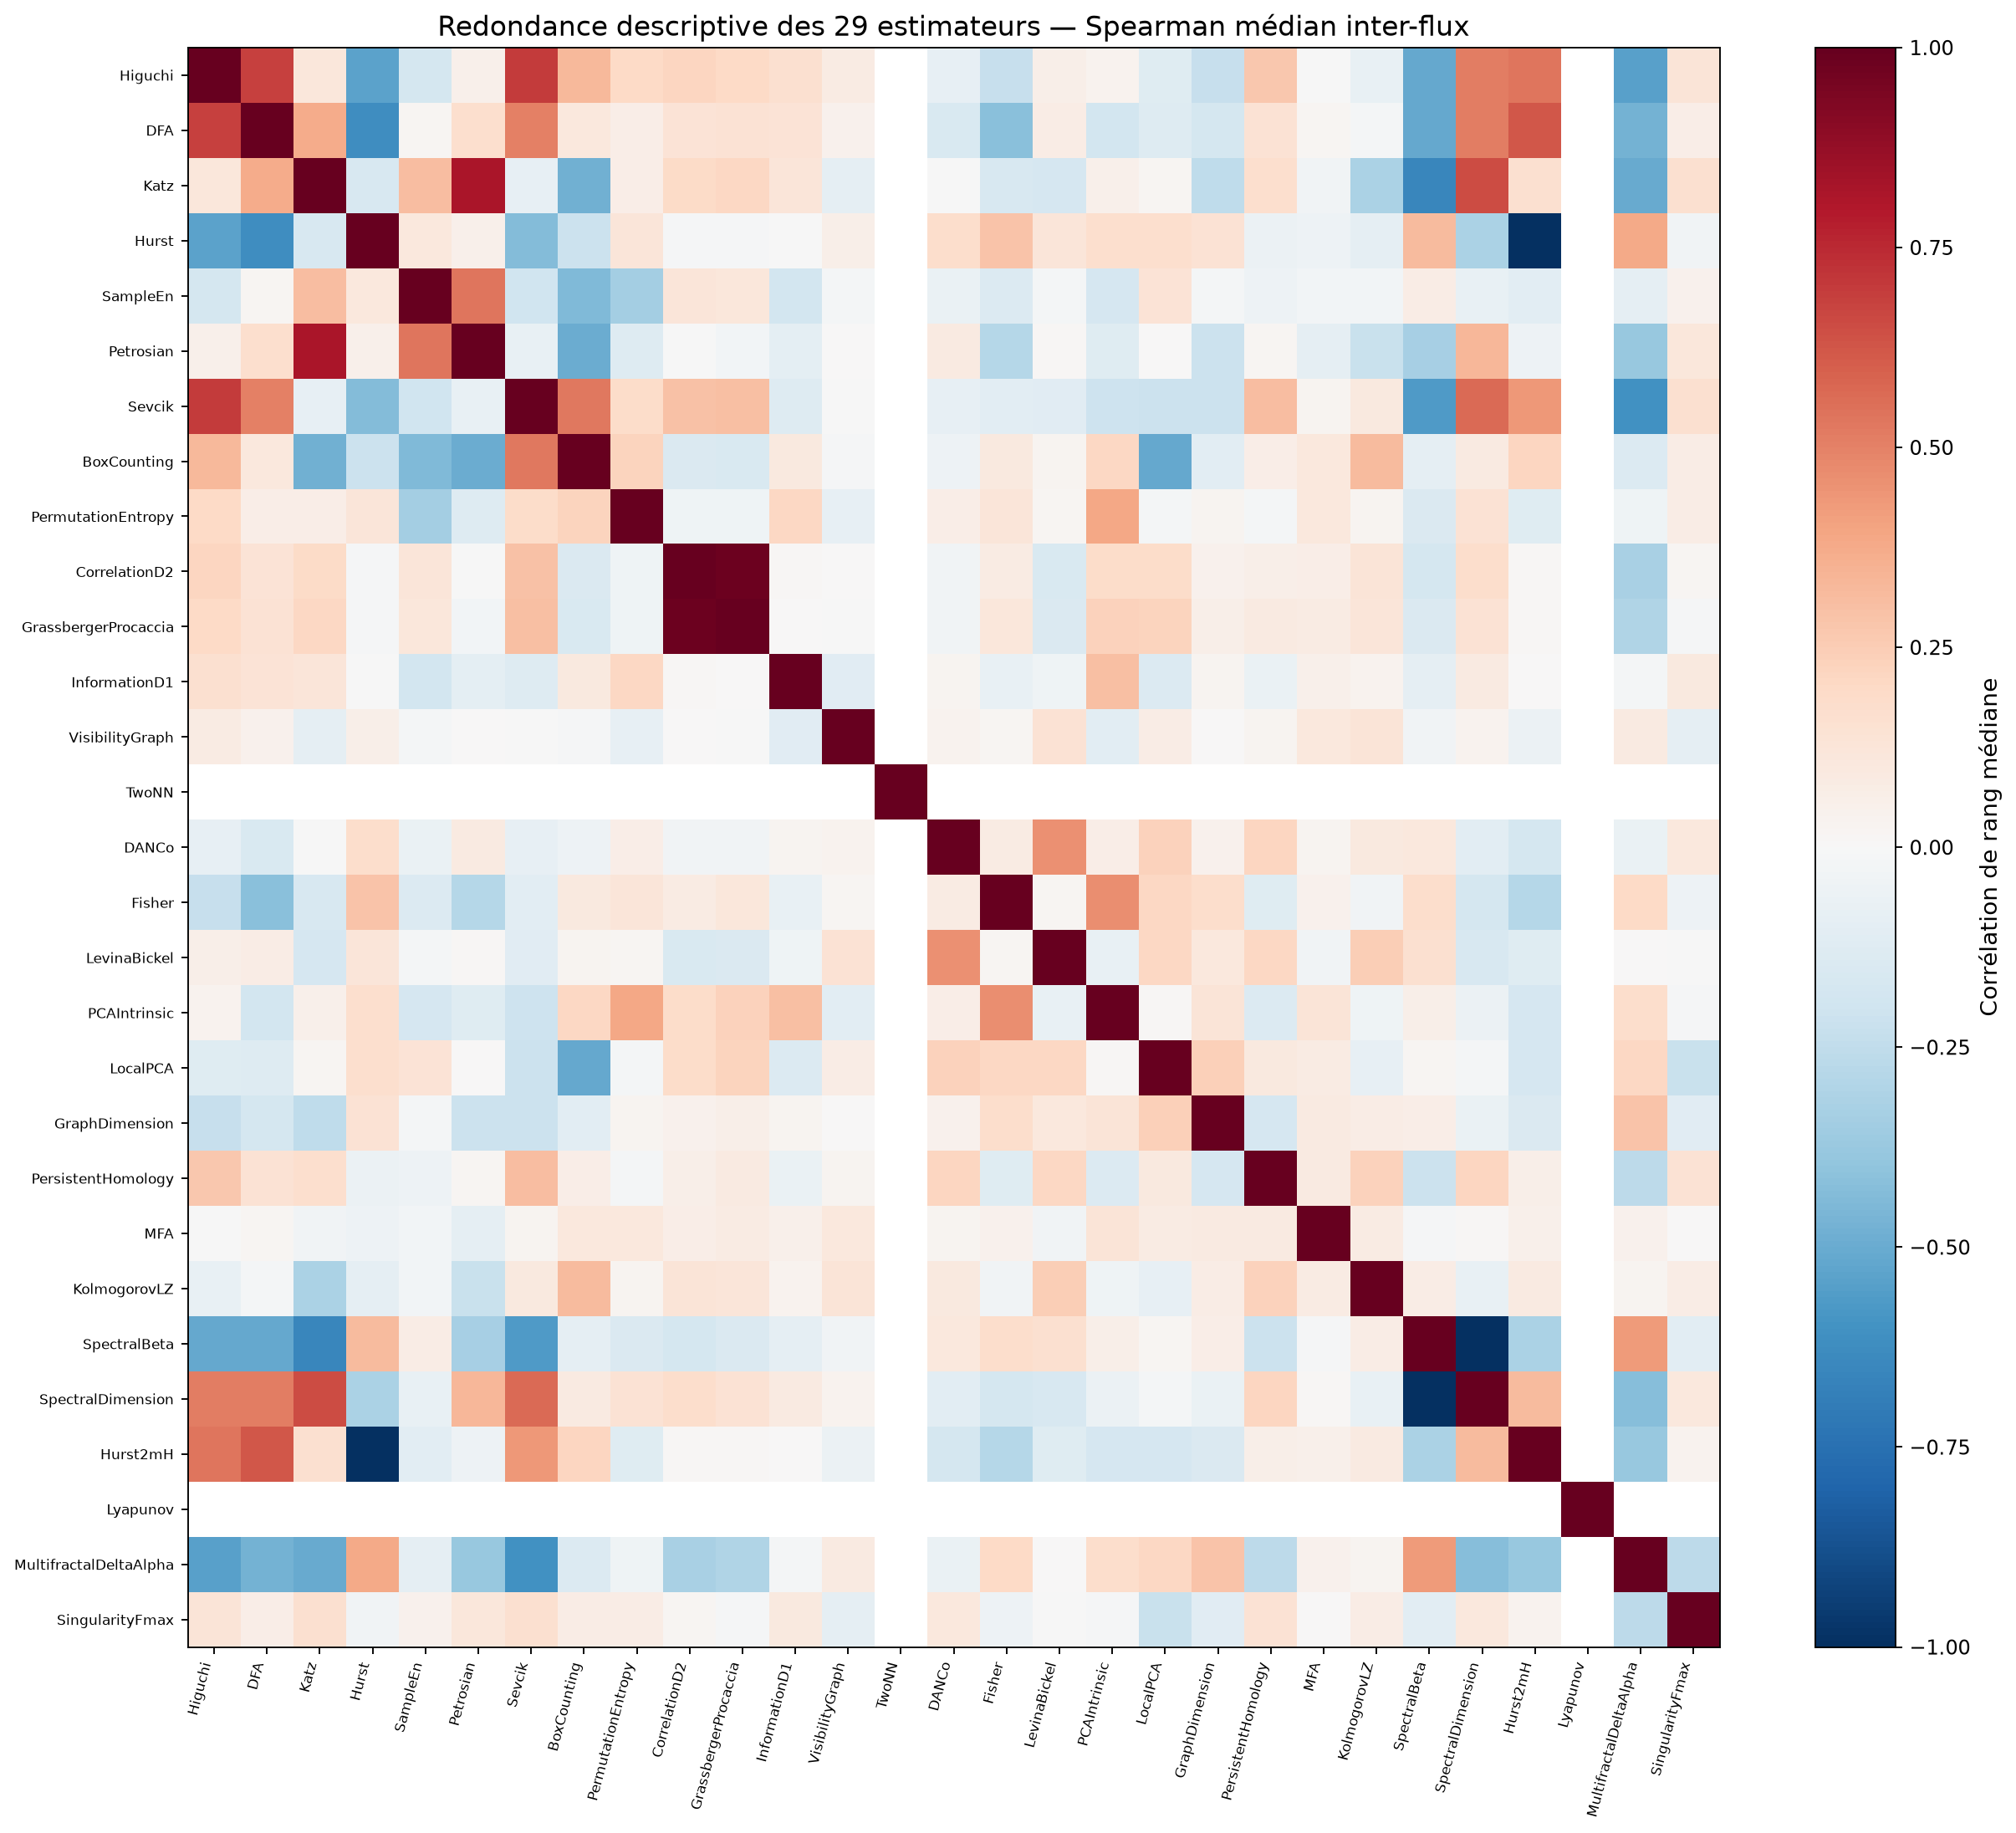 Redondance descriptive des 29 estimateurs — Spearman médian inter-flux
Higuchi
DFA
Katz
Hurst
SampleEn
Petrosian
Sevcik
BoxCounting
PermutationEntropy
CorrelationD2
GrassbergerProcaccia
InformationD1
VisibilityGraph
TwoNN
DANCo
Fisher
LevinaBickel
PCAIntrinsic
LocalPCA
GraphDimension
PersistentHomology
MFA
KolmogorovLZ
SpectralBeta
SpectralDimension
Hurst2mH
Lyapunov
MultifractalDeltaAlpha
SingularityFmax
Higuchi
DFA
Katz
Hurst
SampleEn
Petrosian
Sevcik
BoxCounting
PermutationEntropy
CorrelationD2
GrassbergerProcaccia
InformationD1
VisibilityGraph
TwoNN
DANCo
Fisher
LevinaBickel
PCAIntrinsic
LocalPCA
GraphDimension
PersistentHomology
MFA
KolmogorovLZ
SpectralBeta
SpectralDimension
Hurst2mH
Lyapunov
MultifractalDeltaAlpha
SingularityFmax
1.00
0.75
0.50
0.25
0.00
−0.25
−0.50
−0.75
−1.00
Corrélation de rang médiane